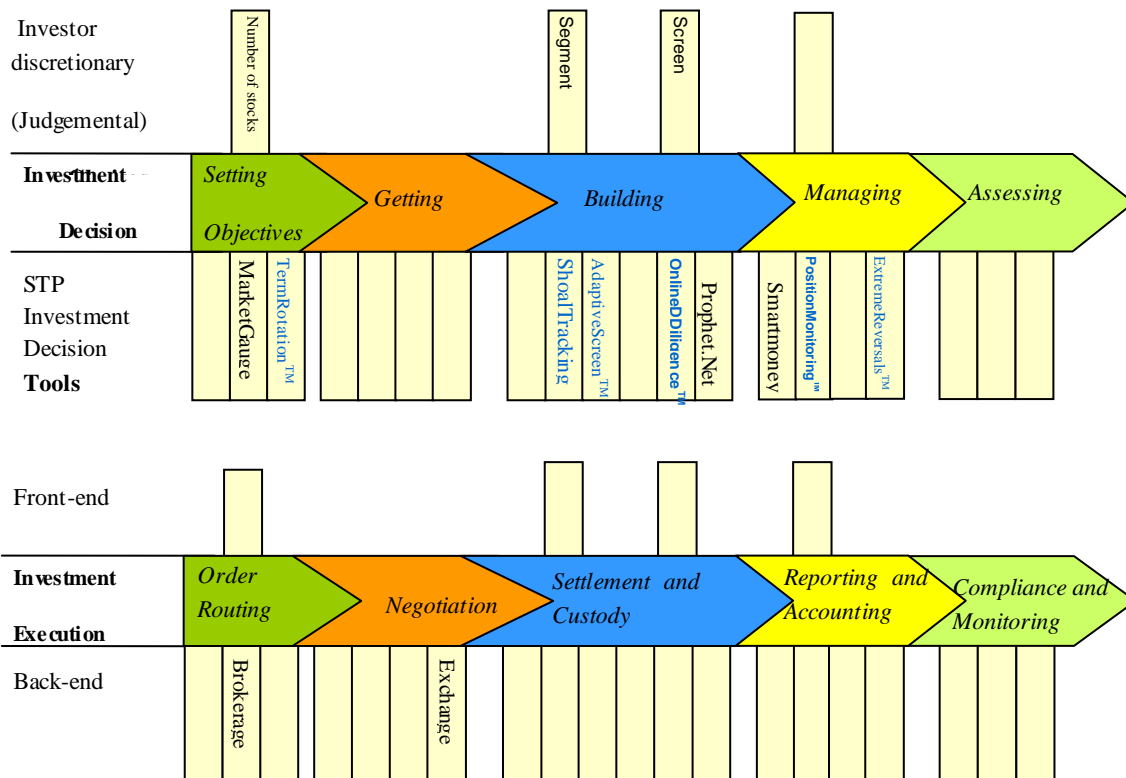 Investor
discretionary
(Judgemental)
Number of stocks
Segment
Screen
Investment
Decision
Setting
Objectives
Getting
Building
Managing
Assessing
STP
Investment
Decision
Tools
MarketGauge
TermRotation™
ShoalTracking
AdaptiveScreen™
OnlineDDiligence™
Prophet.Net
Smartmoney
PositionMonitoring™
ExtremeReversals™
Front-end
Investment
Execution
Order
Routing
Negotiation
Settlement and
Custody
Reporting and
Accounting
Compliance and
Monitoring
Back-end
Brokerage
Exchange